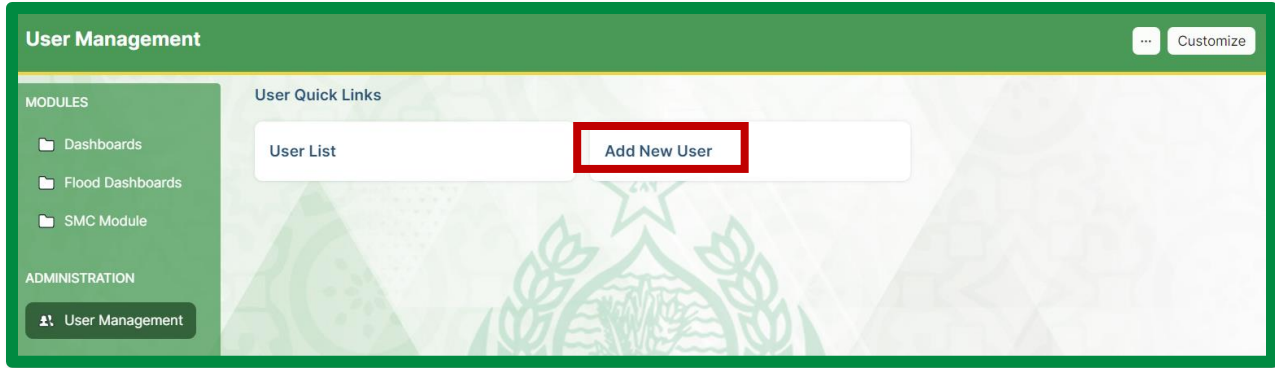 User Management
... Customize
MODULES
Dashboards
Flood Dashboards
SMC Module
ADMINISTRATION
User Management
User Quick Links
User List
Add New User